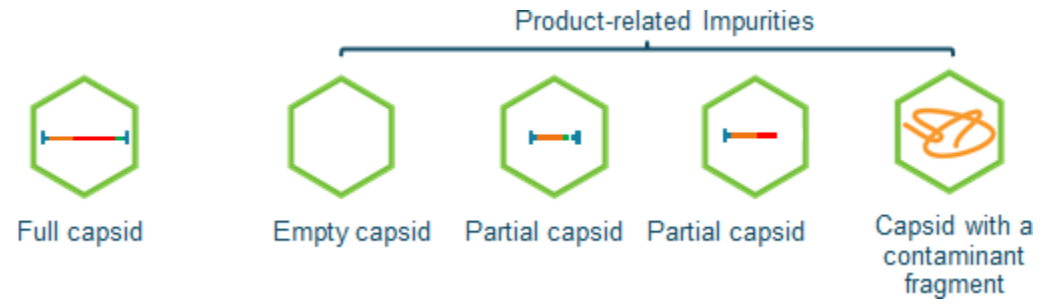 Product-related Impurities
Full capsid
Empty capsid
Partial capsid
Partial capsid
Capsid with a
contaminant
fragment